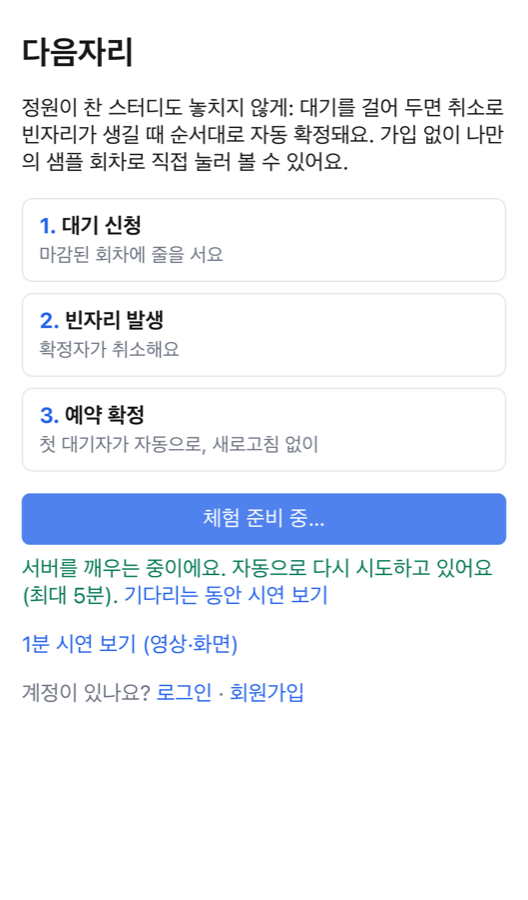 다음자리
정원이 찬 스터디도 놓치지 않게: 대기를 걸어 두면 취소로
빈자리가 생길 때 순서대로 자동 확정돼요. 가입 없이 나만
의 샘플 회차로 직접 눌러 볼 수 있어요.
1. 대기 신청
마감된 회차에 줄을 서요
2. 빈자리 발생
확정자가 취소해요
3. 예약 확정
첫 대기자가 자동으로, 새로고침 없이
체험 준비 중...
서버를 깨우는 중이에요. 자동으로 다시 시도하고 있어요
(최대 5분). 기다리는 동안 시연 보기
1분 시연 보기 (영상·화면)
계정이 있나요? 로그인 · 회원가입